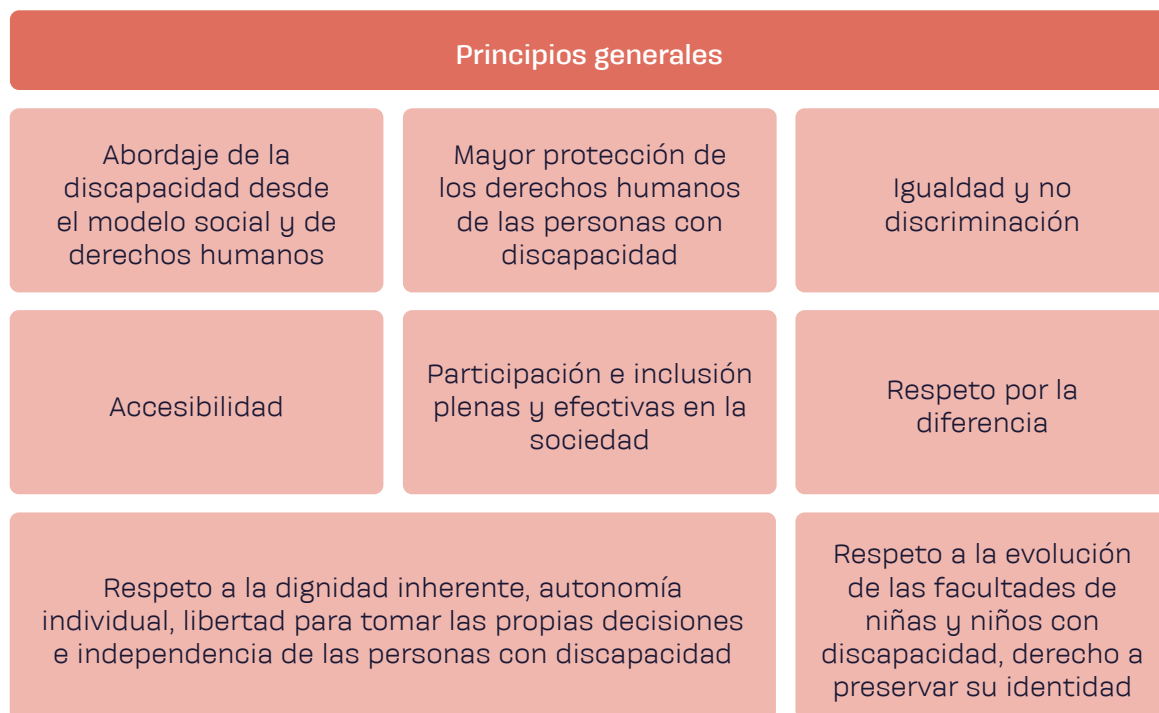 Principios generales
Abordaje de la
discapacidad desde
el modelo social y de
derechos humanos
Mayor protección de
los derechos humanos
de las personas con
discapacidad
Igualdad y no
discriminación
Accesibilidad
Participación e inclusión
plenas y efectivas en la
sociedad
Respeto por la
diferencia
Respeto a la dignidad inherente, autonomía
individual, libertad para tomar las propias decisiones
e independencia de las personas con discapacidad
Respeto a la evolución
de las facultades de
niñas y niños con
discapacidad, derecho a
preservar su identidad